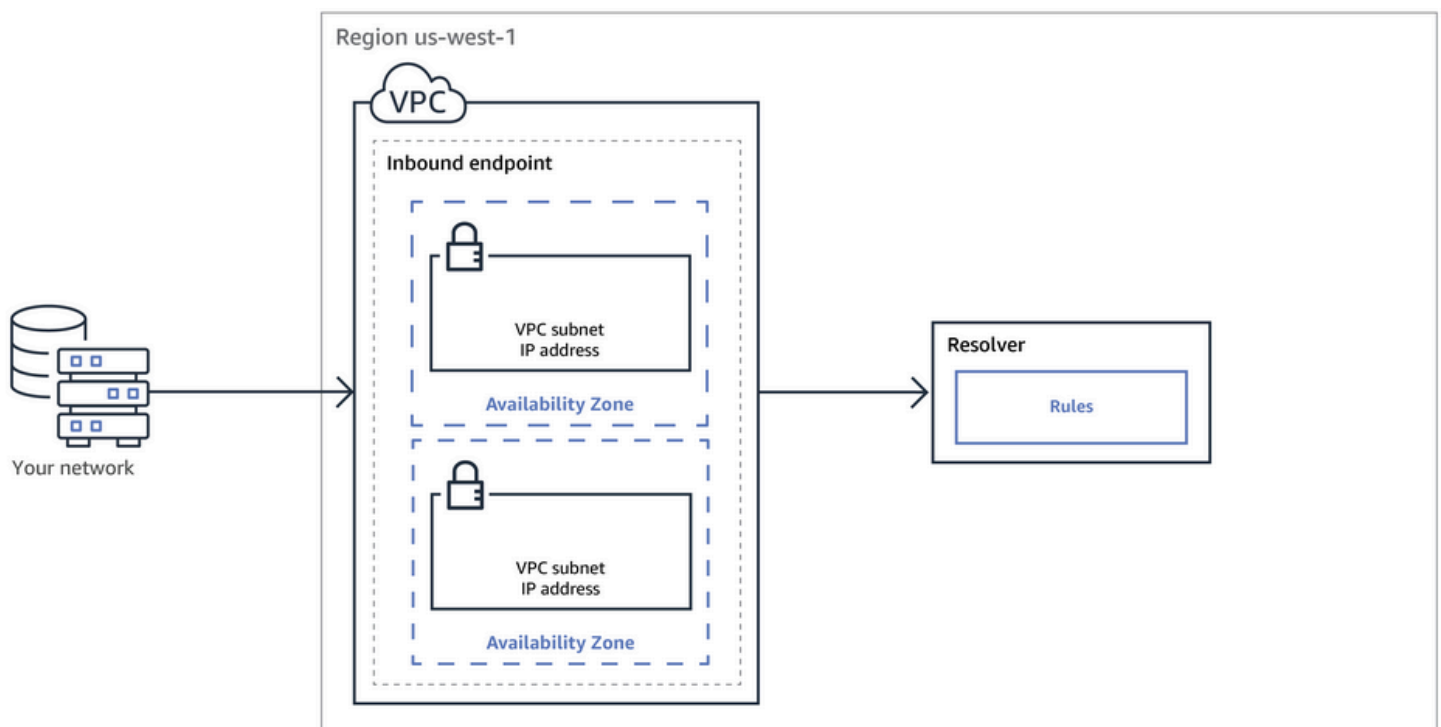 Region us-west-1
VPC
Inbound endpoint
VPC subnet
IP address
Availability Zone
VPC subnet
IP address
Availability Zone
Your network
Resolver
Rules